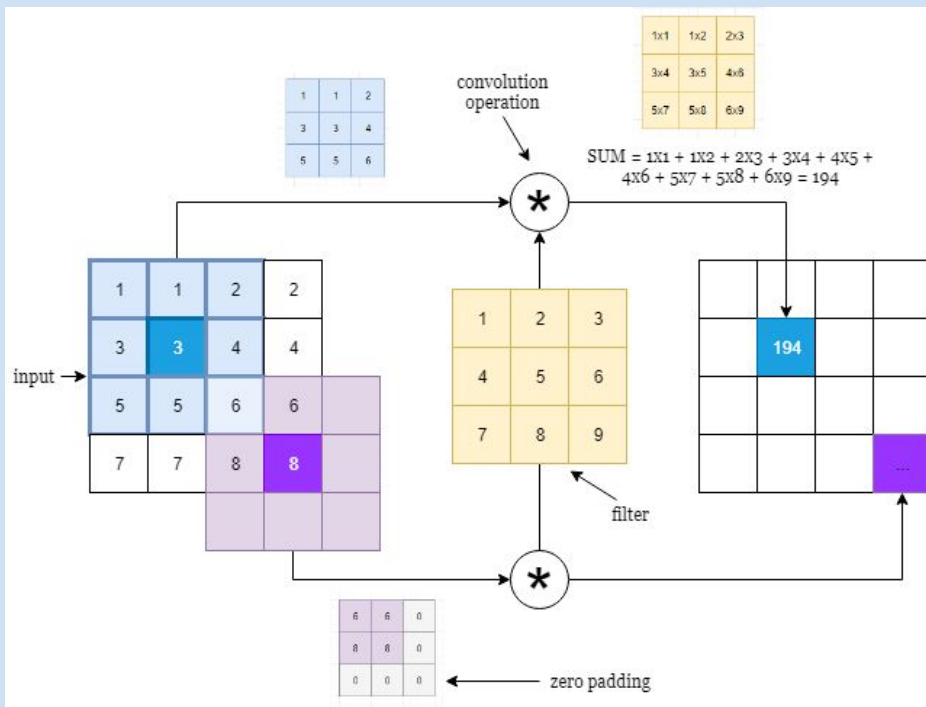 1x1 1x2 2x3
3x4 3x5 4x6
5x7 5x8 6x9
convolution
operation
1 1 2
3 3 4
5 5 6
SUM = 1X1 + 1X2 + 2X3 + 3X4 + 4X5 +
4X6 + 5X7 + 5X8 + 6X9 = 194
*
1 1 2 2
3 3 4 4
5 5 6 6
7 7 8 8
input
1 2 3
4 5 6
7 8 9
194
...
filter
*
6 6 0
8 8 0
0 0 0
zero padding